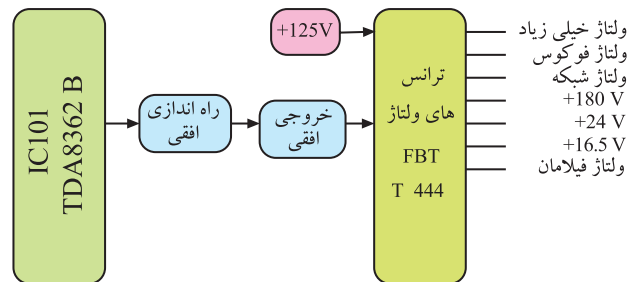 IC101
TDA8362 B
راه اندازی
افقی
خروجی
افقی
+125V
ترانس
های ولتاژ
FBT
T 444
ولتاژ خیلی زیاد
ولتاژ فوکوس
ولتاژ شبکه
+180 V
+24 V
+16.5 V
ولتاژ فیلامان